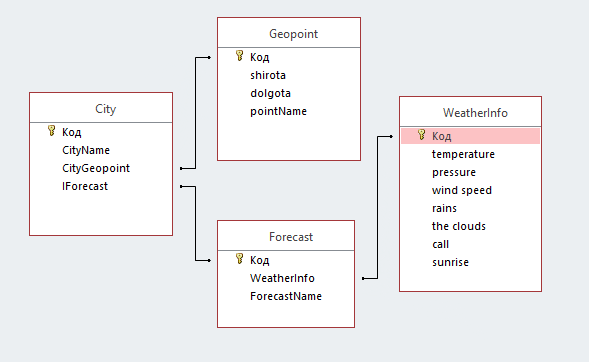 Geopoint
Код
shirota
dolgota
pointName
City
Код
CityName
CityGeopoint
IForecast
WeatherInfo
Код
temperature
pressure
wind speed
rains
the clouds
call
sunrise
Forecast
Код
WeatherInfo
ForecastName